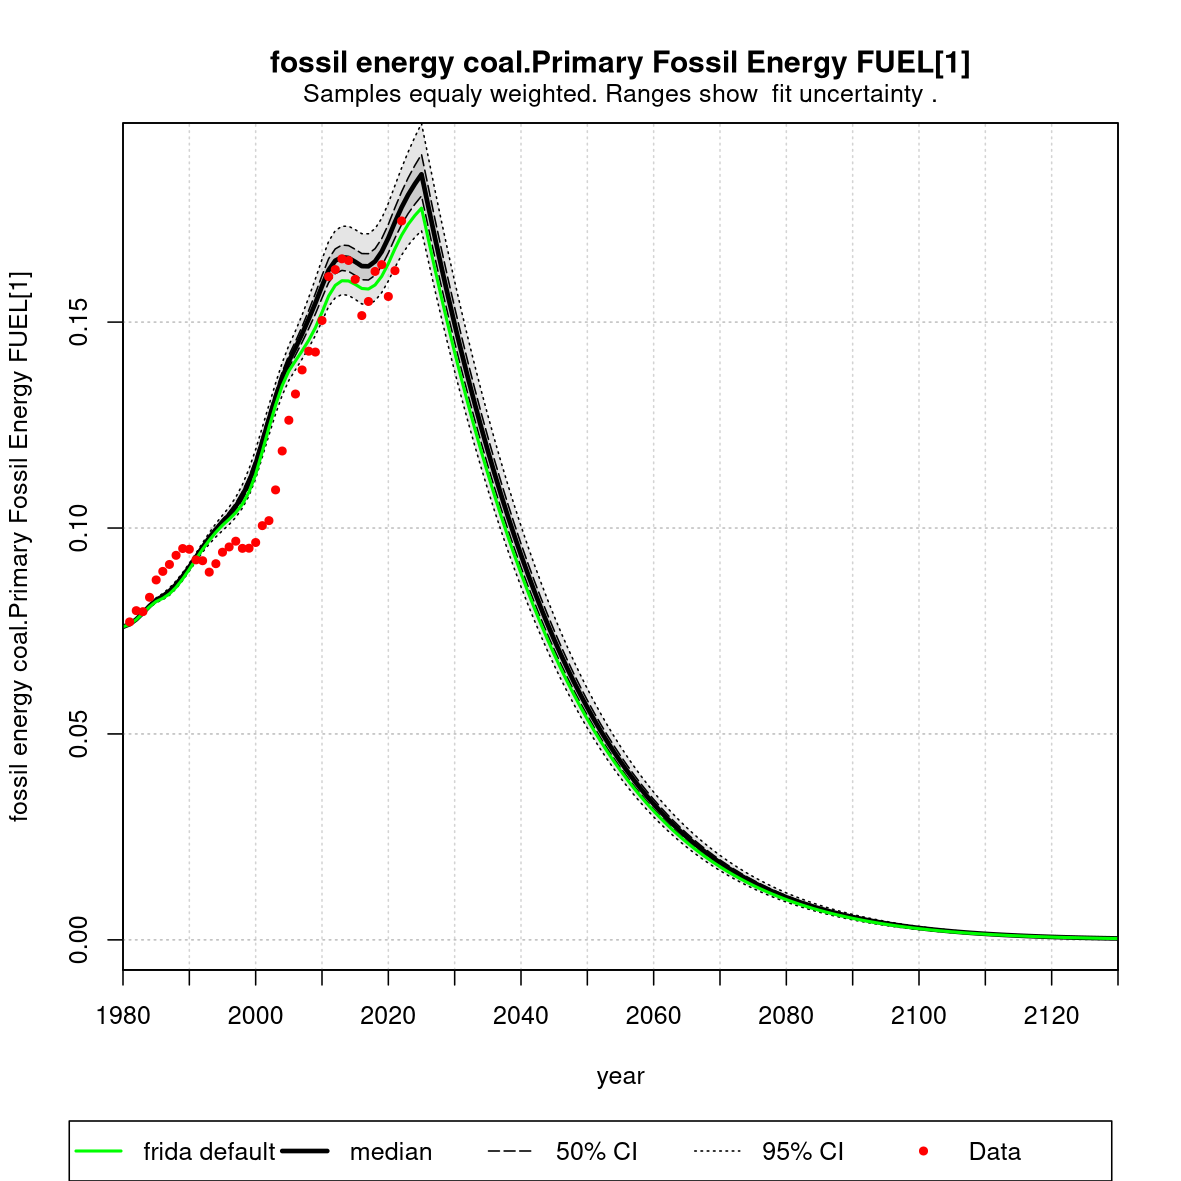 fossil energy coal.Primary Fossil Energy FUEL[1]
Samples equaly weighted. Ranges show  fit uncertainty .
fossil energy coal.Primary Fossil Energy FUEL[1]
0.15
0.10
0.05
0.00
1980 2000 2020 2040 2060 2080 2100 2120
year
frida default median 50% CI 95% CI Data